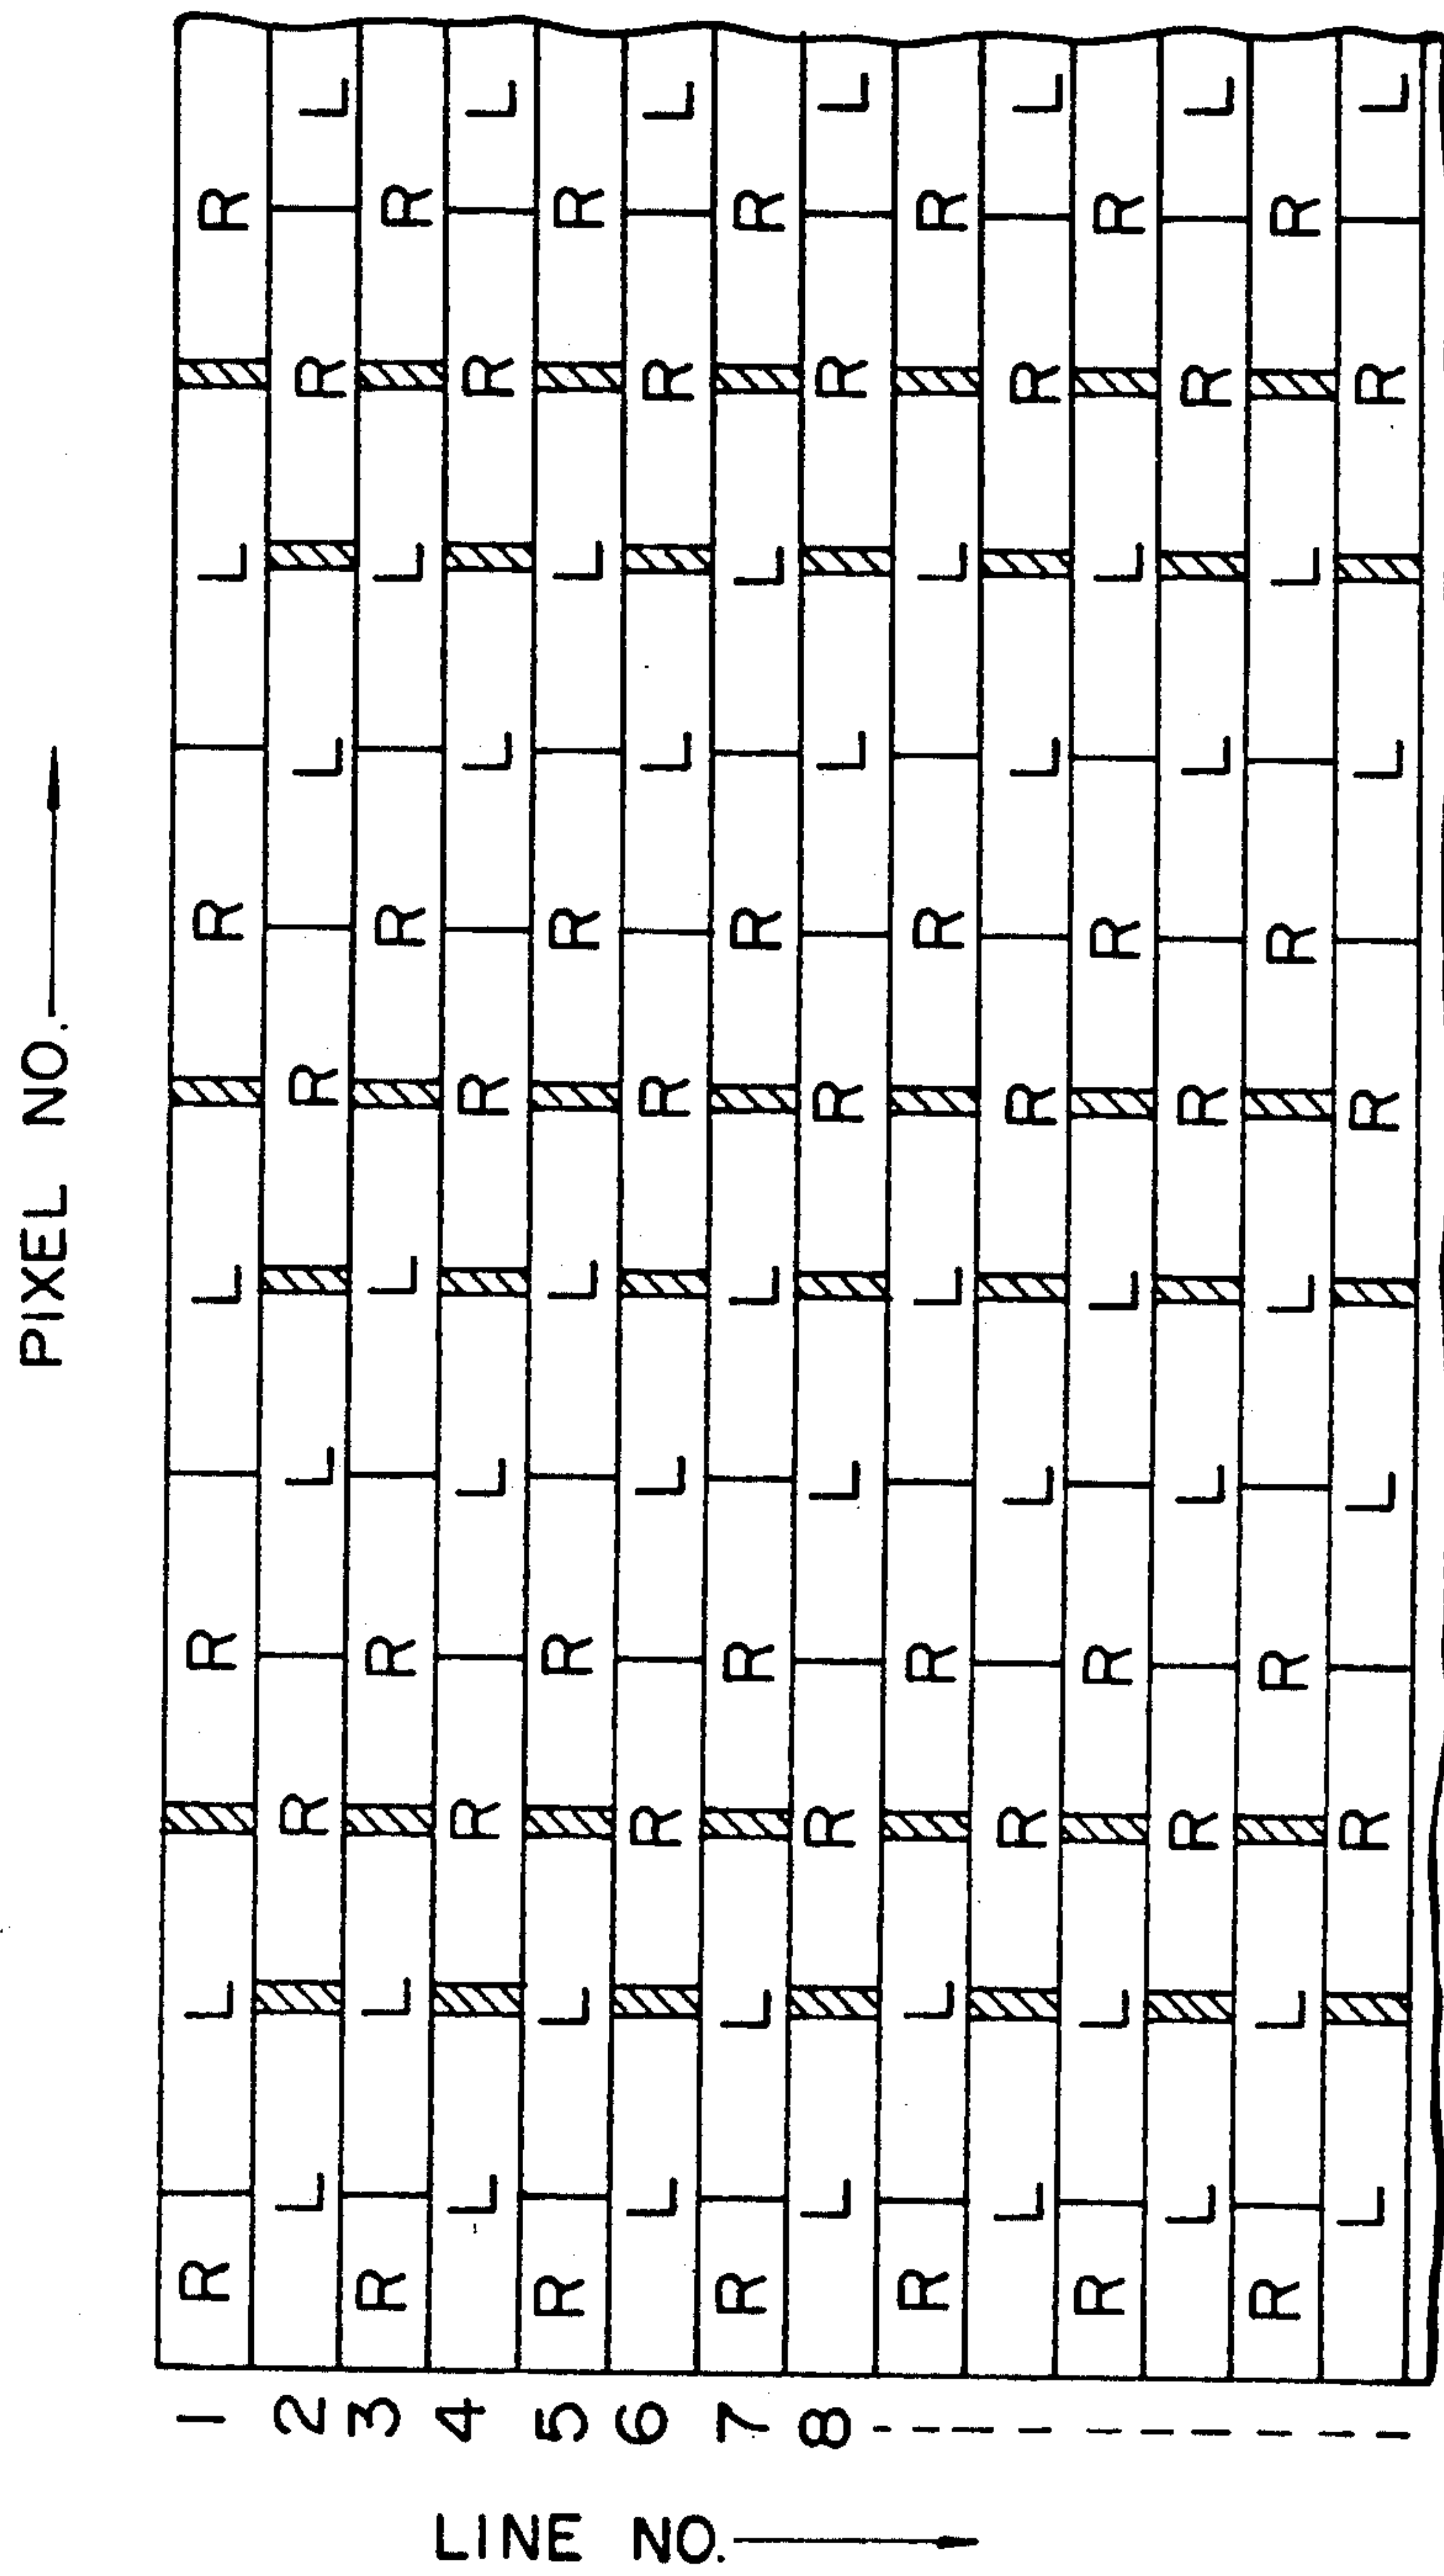 PIXEL NO.
1 R L R L R L R
2 L R L R L R L
3 R L R L R L R
4 L R L R L R L
5 R L R L R L R
6 L R L R L R L
7 R L R L R L R
8 L R L R L R L
R L R L R L R
L R L R L R L
R L R L R L R
L R L R L R L
R L R L R L R
L R L R L R L
LINE NO.